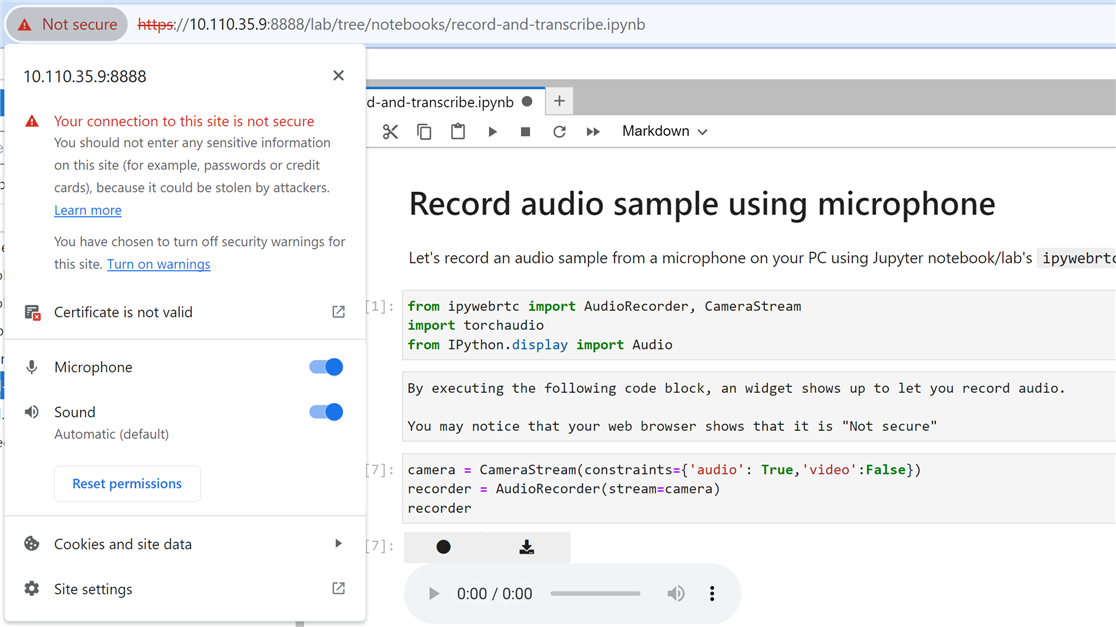 Not secure
https://10.110.35.9:8888/lab/tree/notebooks/record-and-transcribe.ipynb
10.110.35.9:8888
Your connection to this site is not secure
You should not enter any sensitive information
on this site (for example, passwords or credit
cards), because it could be stolen by attackers.
Learn more
You have chosen to turn off security warnings for
this site. Turn on warnings
Certificate is not valid
Microphone
Sound
Automatic (default)
Reset permissions
Cookies and site data
Site settings
d-and-transcribe.ipynb
Markdown
Record audio sample using microphone
Let's record an audio sample from a microphone on your PC using Jupyter notebook/lab's
[1]:
from ipywebrtc import AudioRecorder, CameraStream
import torchaudio
from IPython.display import Audio
By executing the following code block, an widget shows up to let you record audio.
You may notice that your web browser shows that it is "Not secure"
[7]:
camera = CameraStream(constraints={'audio': True,'video':False})
recorder = AudioRecorder(stream=camera)
recorder
[7]:
0:00 / 0:00